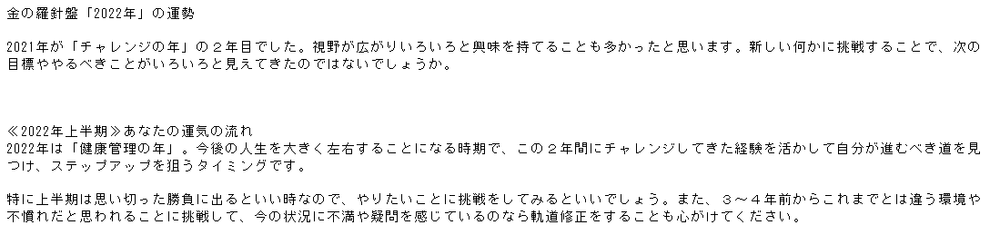 金の羅針盤「2022年」の運勢
2021年が「チャレンジの年」の２年目でした。視野が広がりいろいろと興味を持てることも多かったと思います。新しい何かに挑戦することで、次の
目標ややるべきことがいろいろと見えてきたのではないでしょうか。
≪2022年上半期≫あなたの運気の流れ
2022年は「健康管理の年」。今後の人生を大きく左右することになる時期で、この２年間にチャレンジしてきた経験を活かして自分が進むべき道を見
つけ、ステップアップを狙うタイミングです。
特に上半期は思い切った勝負に出るといい時なので、やりたいことに挑戦をしてみるといいでしょう。また、３～４年前からこれまでとは違う環境や
不慣れだと思われることに挑戦して、今の状況に不満や疑問を感じているのなら軌道修正をすることも心がけてください。